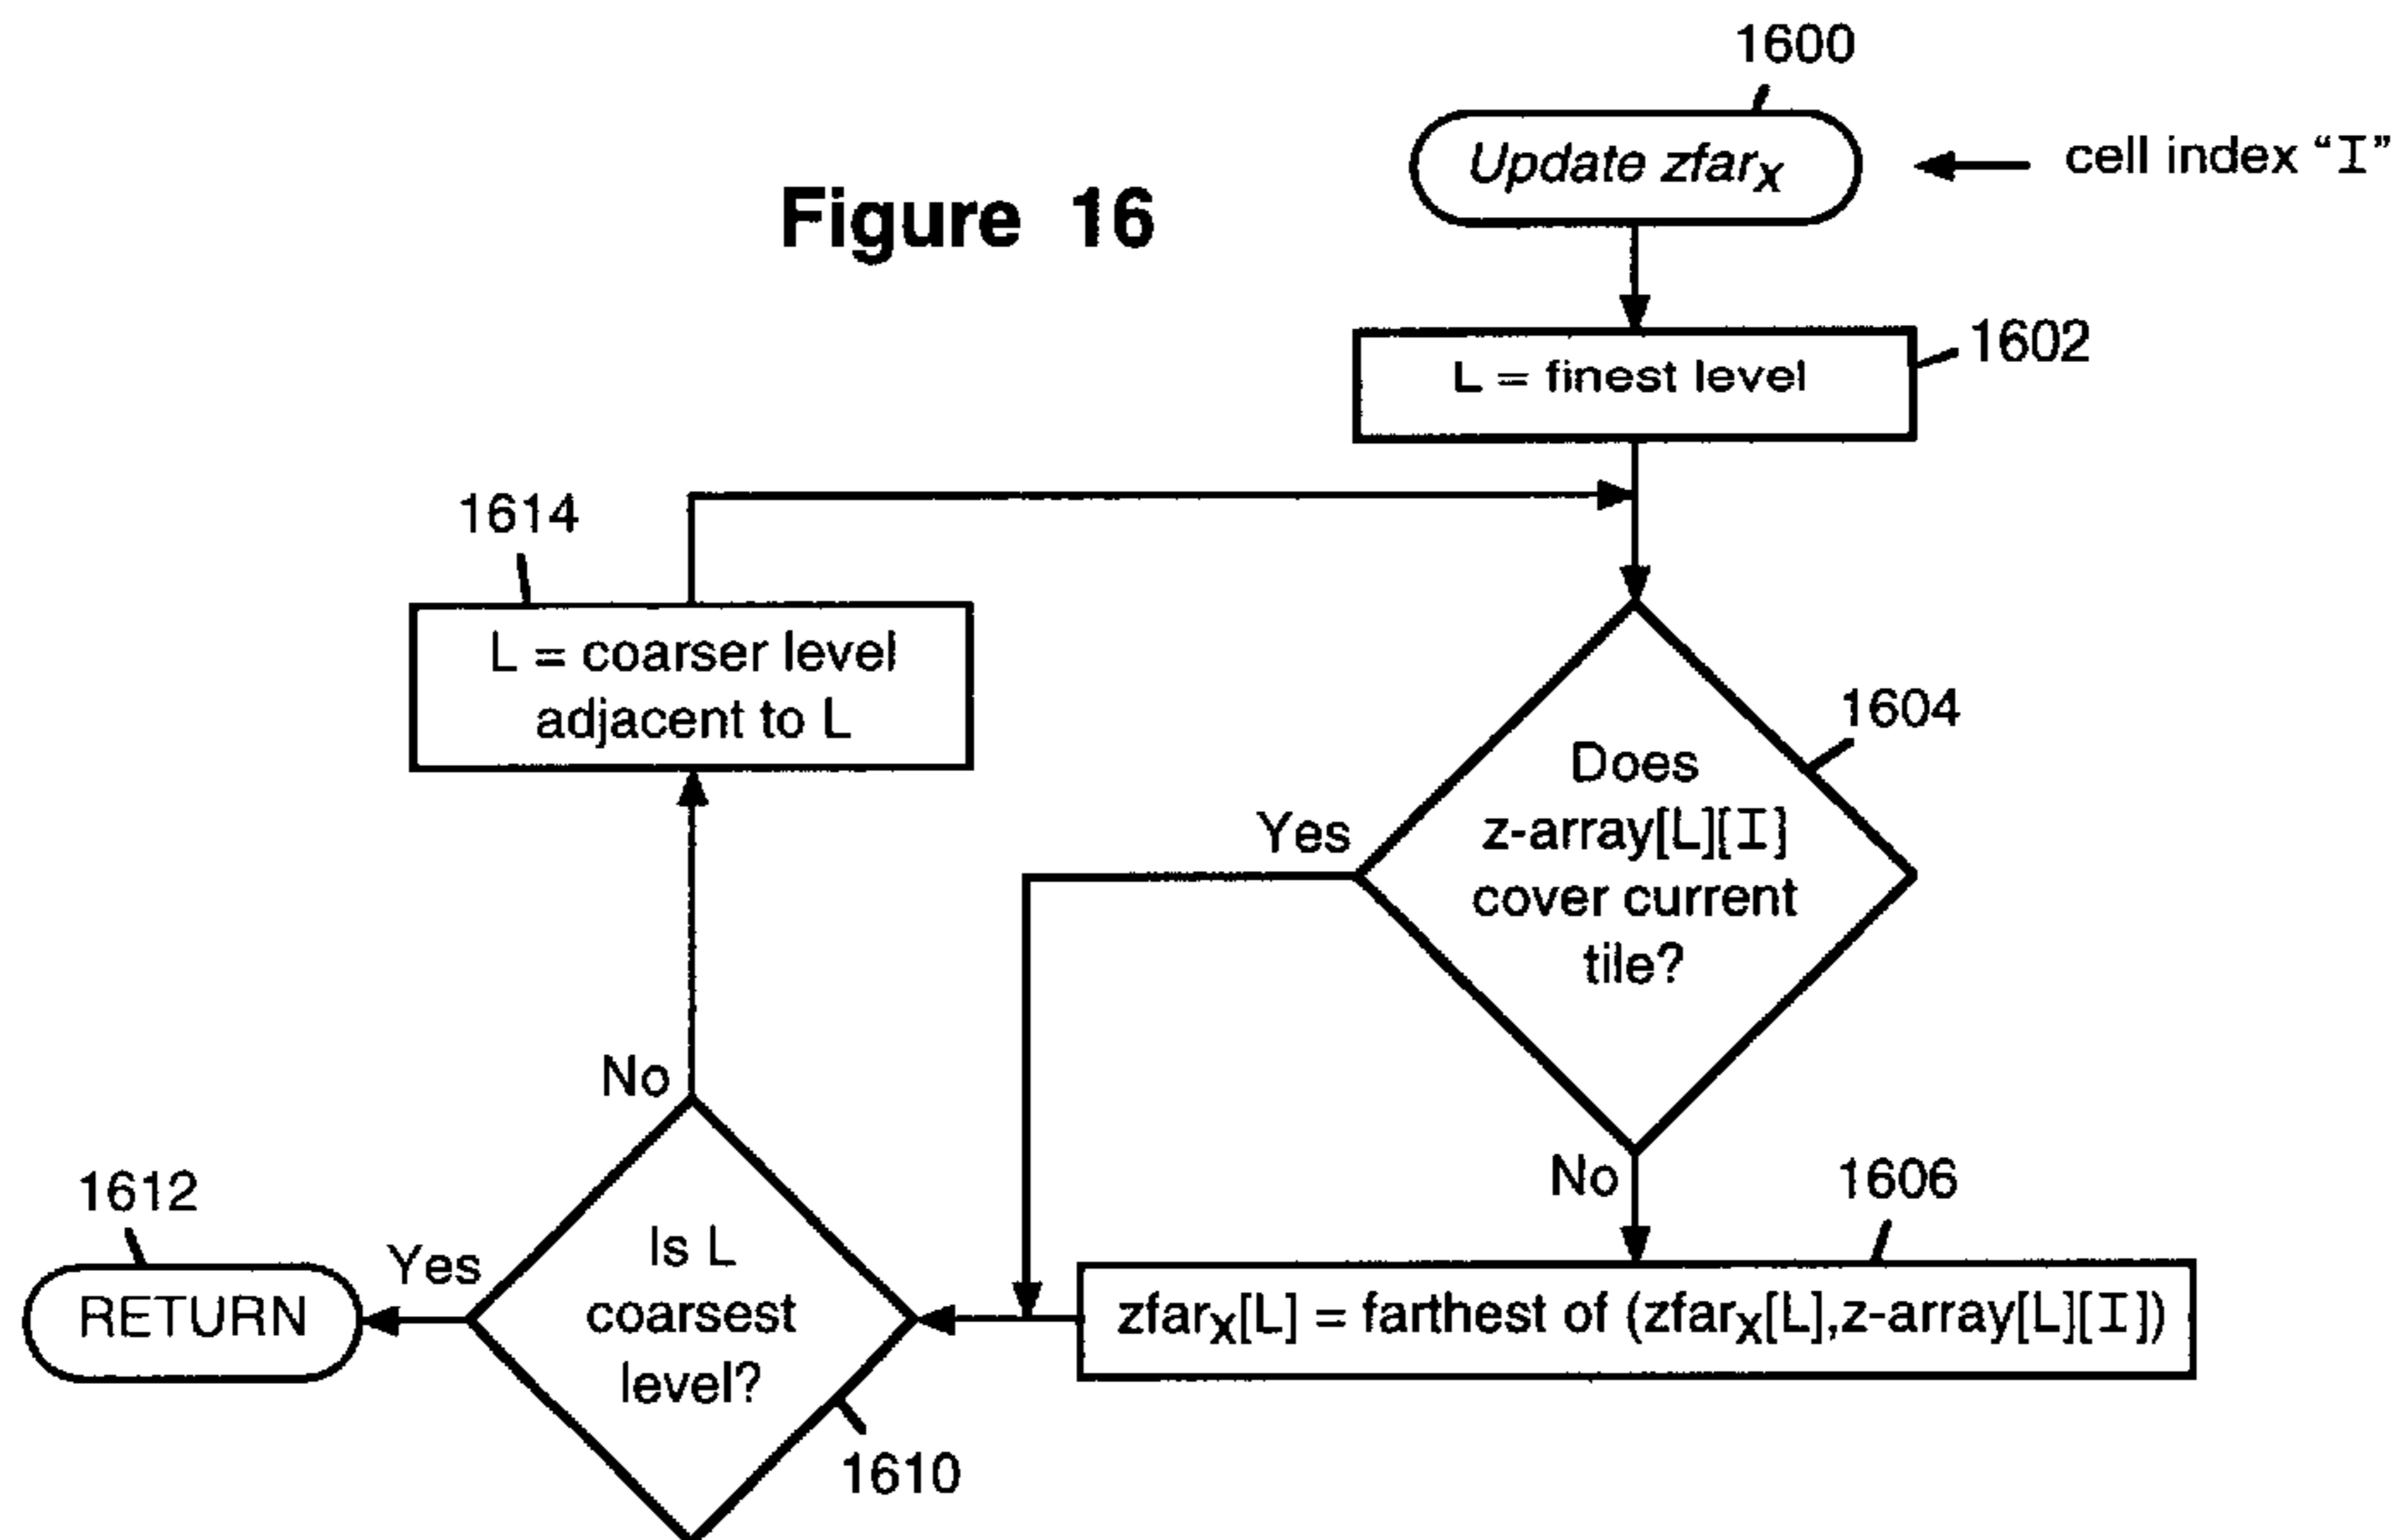 1600
Update zfarx
cell index “I”
Figure 16
1602
L = finest level
1614
L = coarser level
adjacent to L
1604
Does
z-array[L][I]
cover current
tile?
Yes
No
No
1606
zfarx[L] = farthest of (zfarx[L],z-array[L][I])
1612
Yes
RETURN
Is L
coarsest
level?
1610